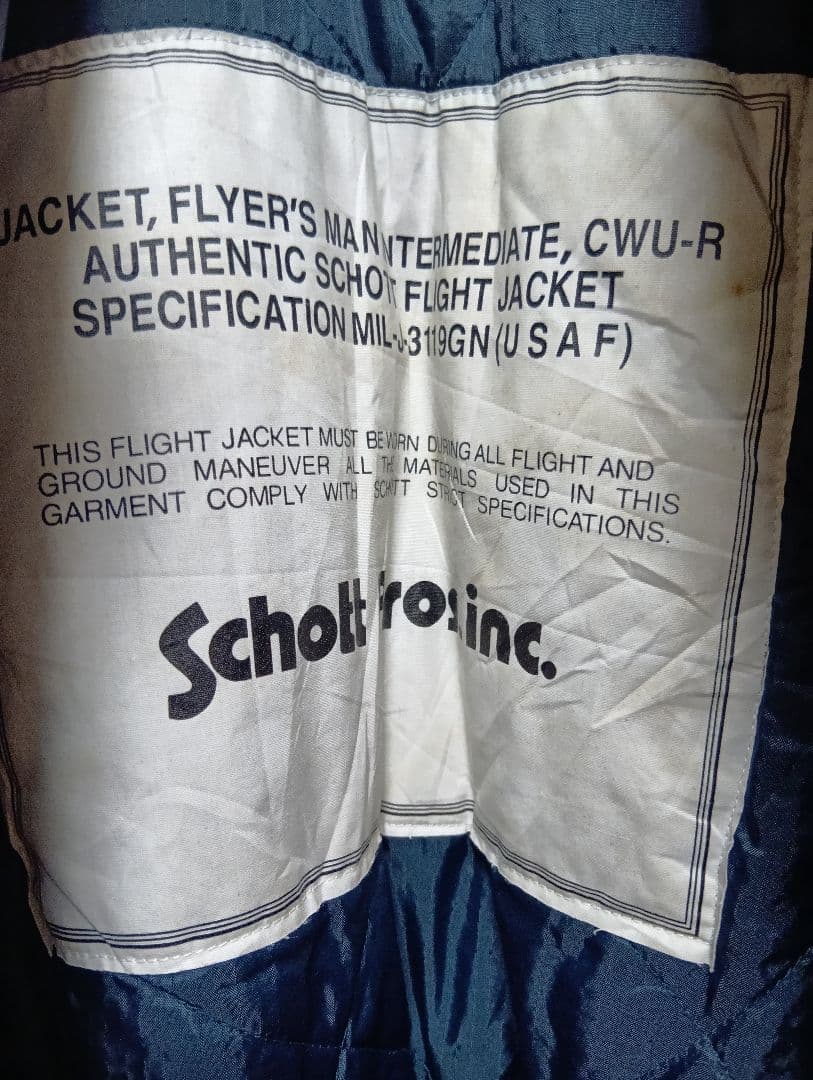 JACKET, FLYER'S MAN INTERMEDIATE, CWU-R
AUTHENTIC SCHOTT FLIGHT JACKET
SPECIFICATION MIL-J-3119GN (U S A F)
THIS FLIGHT JACKET MUST BE WORN DURING ALL FLIGHT AND
GROUND MANEUVER ALL THE MATERIALS USED IN THIS
GARMENT COMPLY WITH SCHOTT STRICT SPECIFICATIONS.
Schott Bros.inc.